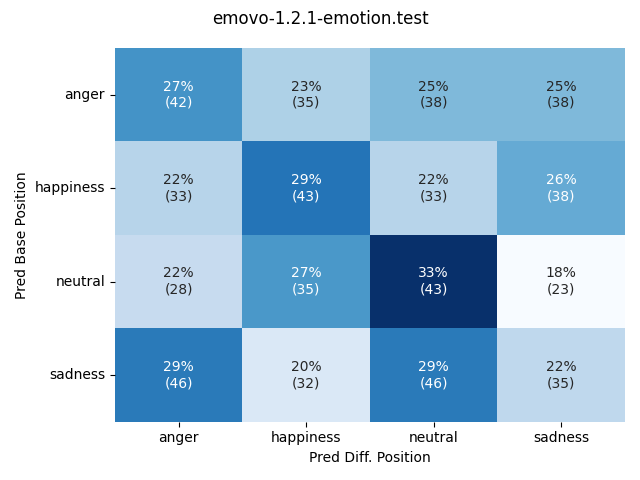 emovo-1.2.1-emotion.test
Pred Base Position
anger
27% 23% 25% 25%
(42) (35) (38) (38)
happiness
22% 29% 22% 26%
(33) (43) (33) (38)
neutral
22% 27% 33% 18%
(28) (35) (43) (23)
sadness
29% 20% 29% 22%
(46) (32) (46) (35)
anger happiness neutral sadness
Pred Diff. Position